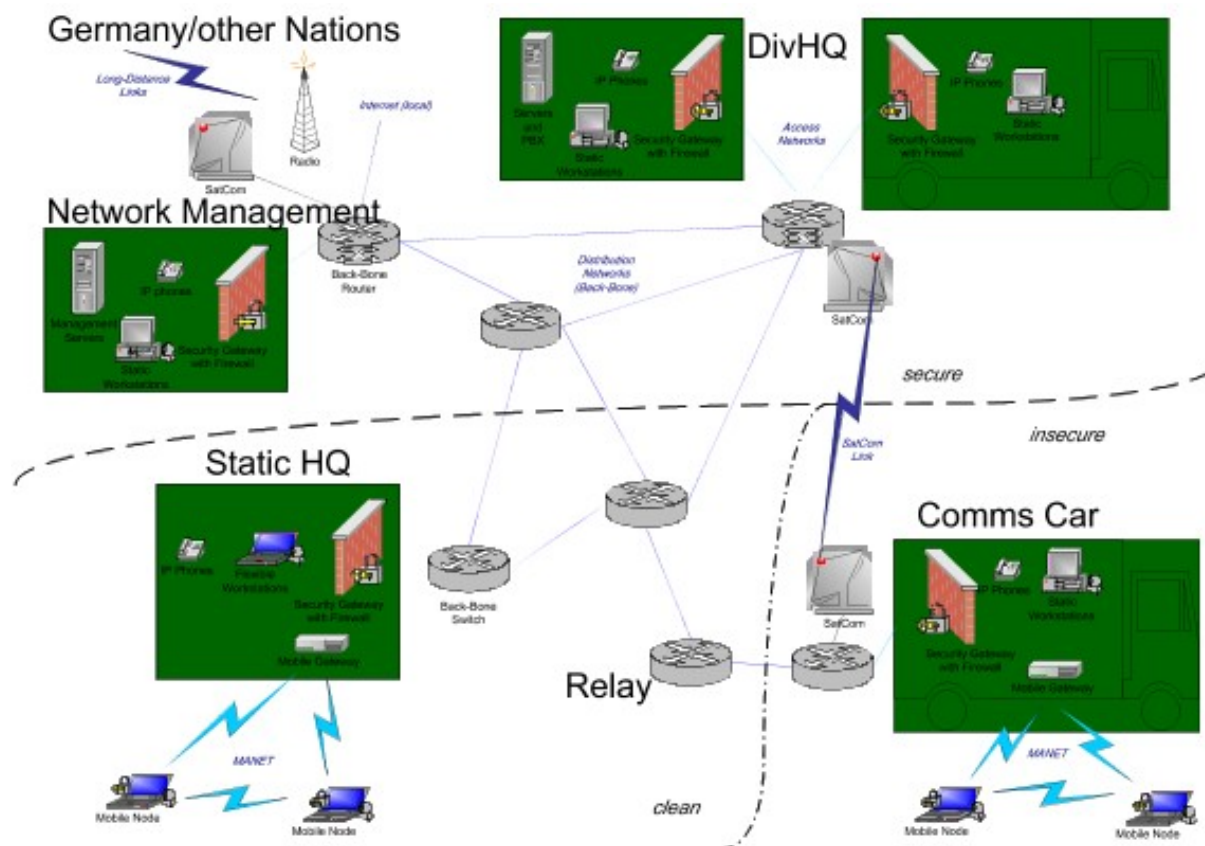 Germany/other Nations
Long-Distance
Links
Internet (local)
Radio
SatCom
DivHQ
Servers
and
PBX
IP Phones
Static
Workstations
Security Gateway
with Firewall
Access
Networks
IP Phones
Static
Workstations
Security Gateway
with Firewall
Network Management
Management
Servers
IP phones
Static
Workstations
Security Gateway
with Firewall
Back-Bone
Router
Distribution
Networks
(Back-Bone)
SatCom
secure
insecure
SatCom
Link
Static HQ
IP Phones
Flexible
Workstations
Security Gateway
with Firewall
Mobile Gateway
MANET
Mobile Node
Mobile Node
Back-Bone
Switch
Relay
SatCom
clean
Comms Car
IP Phones
Static
Workstations
Security Gateway
with Firewall
Mobile Gateway
MANET
Mobile Node
Mobile Node